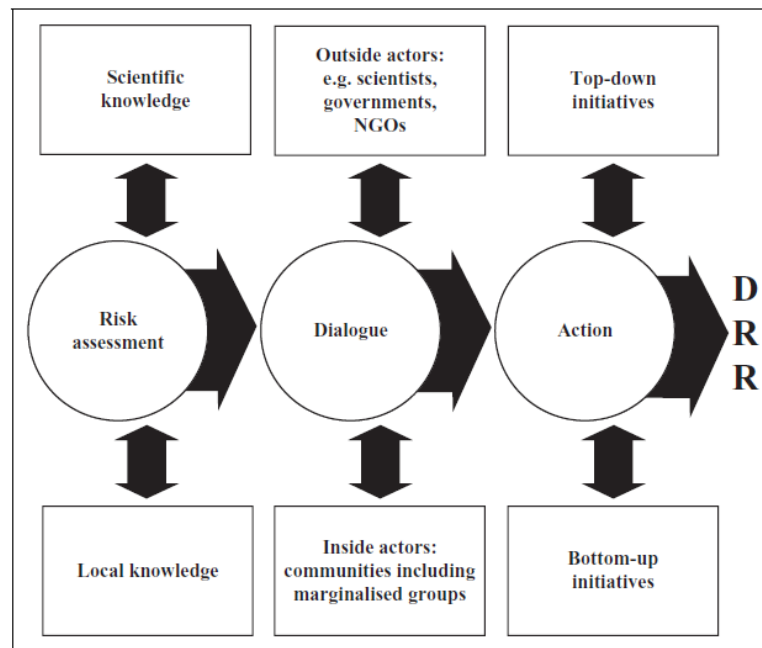 Scientific
knowledge
Outside actors:
e.g. scientists,
governments,
NGOs
Top-down
initiatives
Risk
assessment
Dialogue
Action
D
R
R
Local knowledge
Inside actors:
communities including
marginalised groups
Bottom-up
initiatives